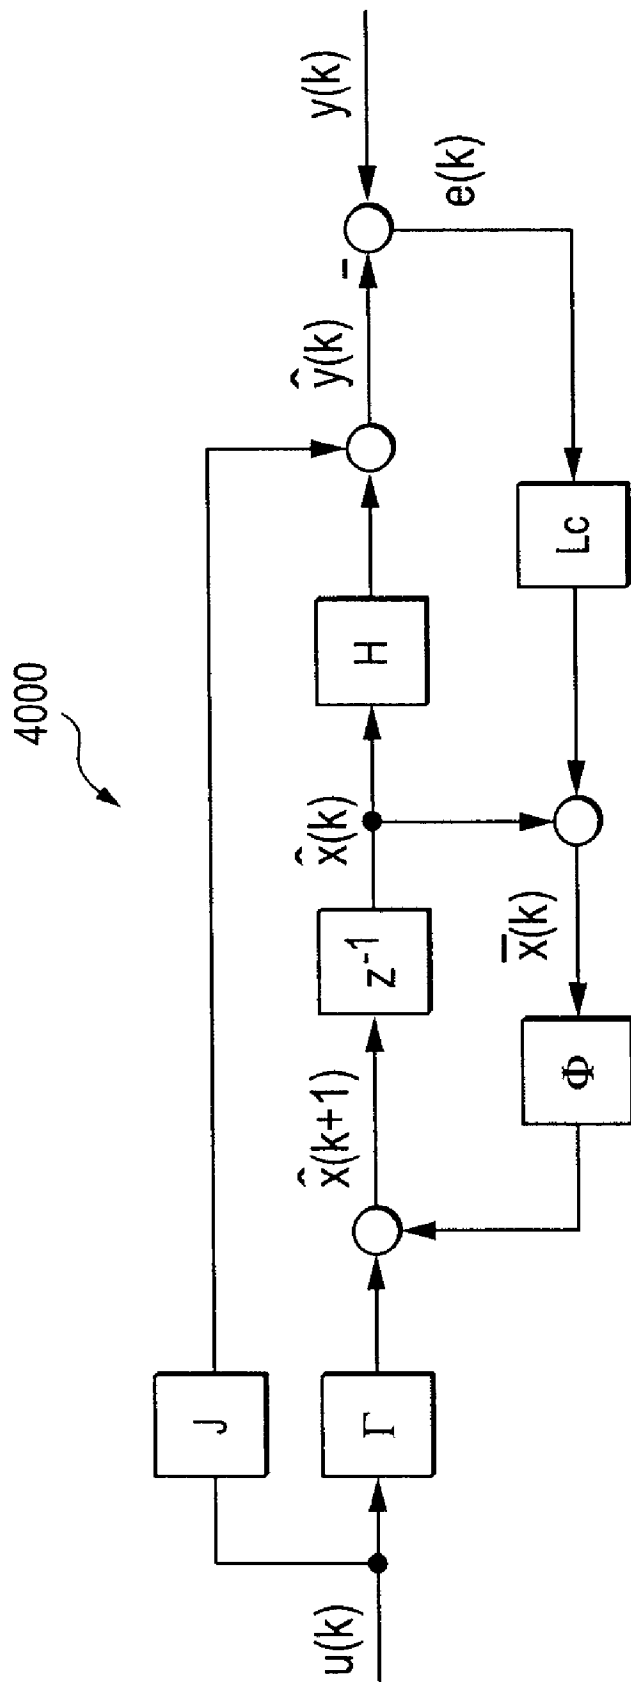 4000
u(k)
J
Γ
x̂(k+1)
z⁻¹
x̂(k)
H
ŷ(k)
-
y(k)
e(k)
Lc
x̄(k)
Φ